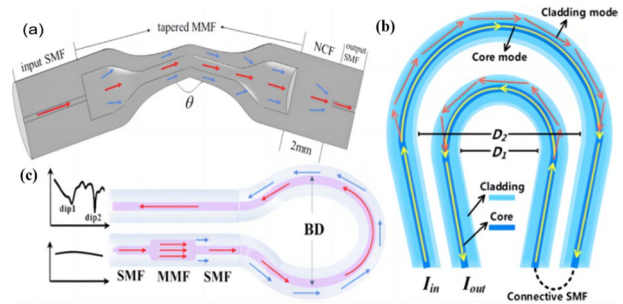 (a)
input SMF
tapered MMF
NCF
output
SMF
θ
2mm
(b)
Cladding mode
Core mode
D2
D1
Cladding
Core
Iin
Iout
Connective SMF
(c)
dip1
dip2
BD
SMF
MMF
SMF